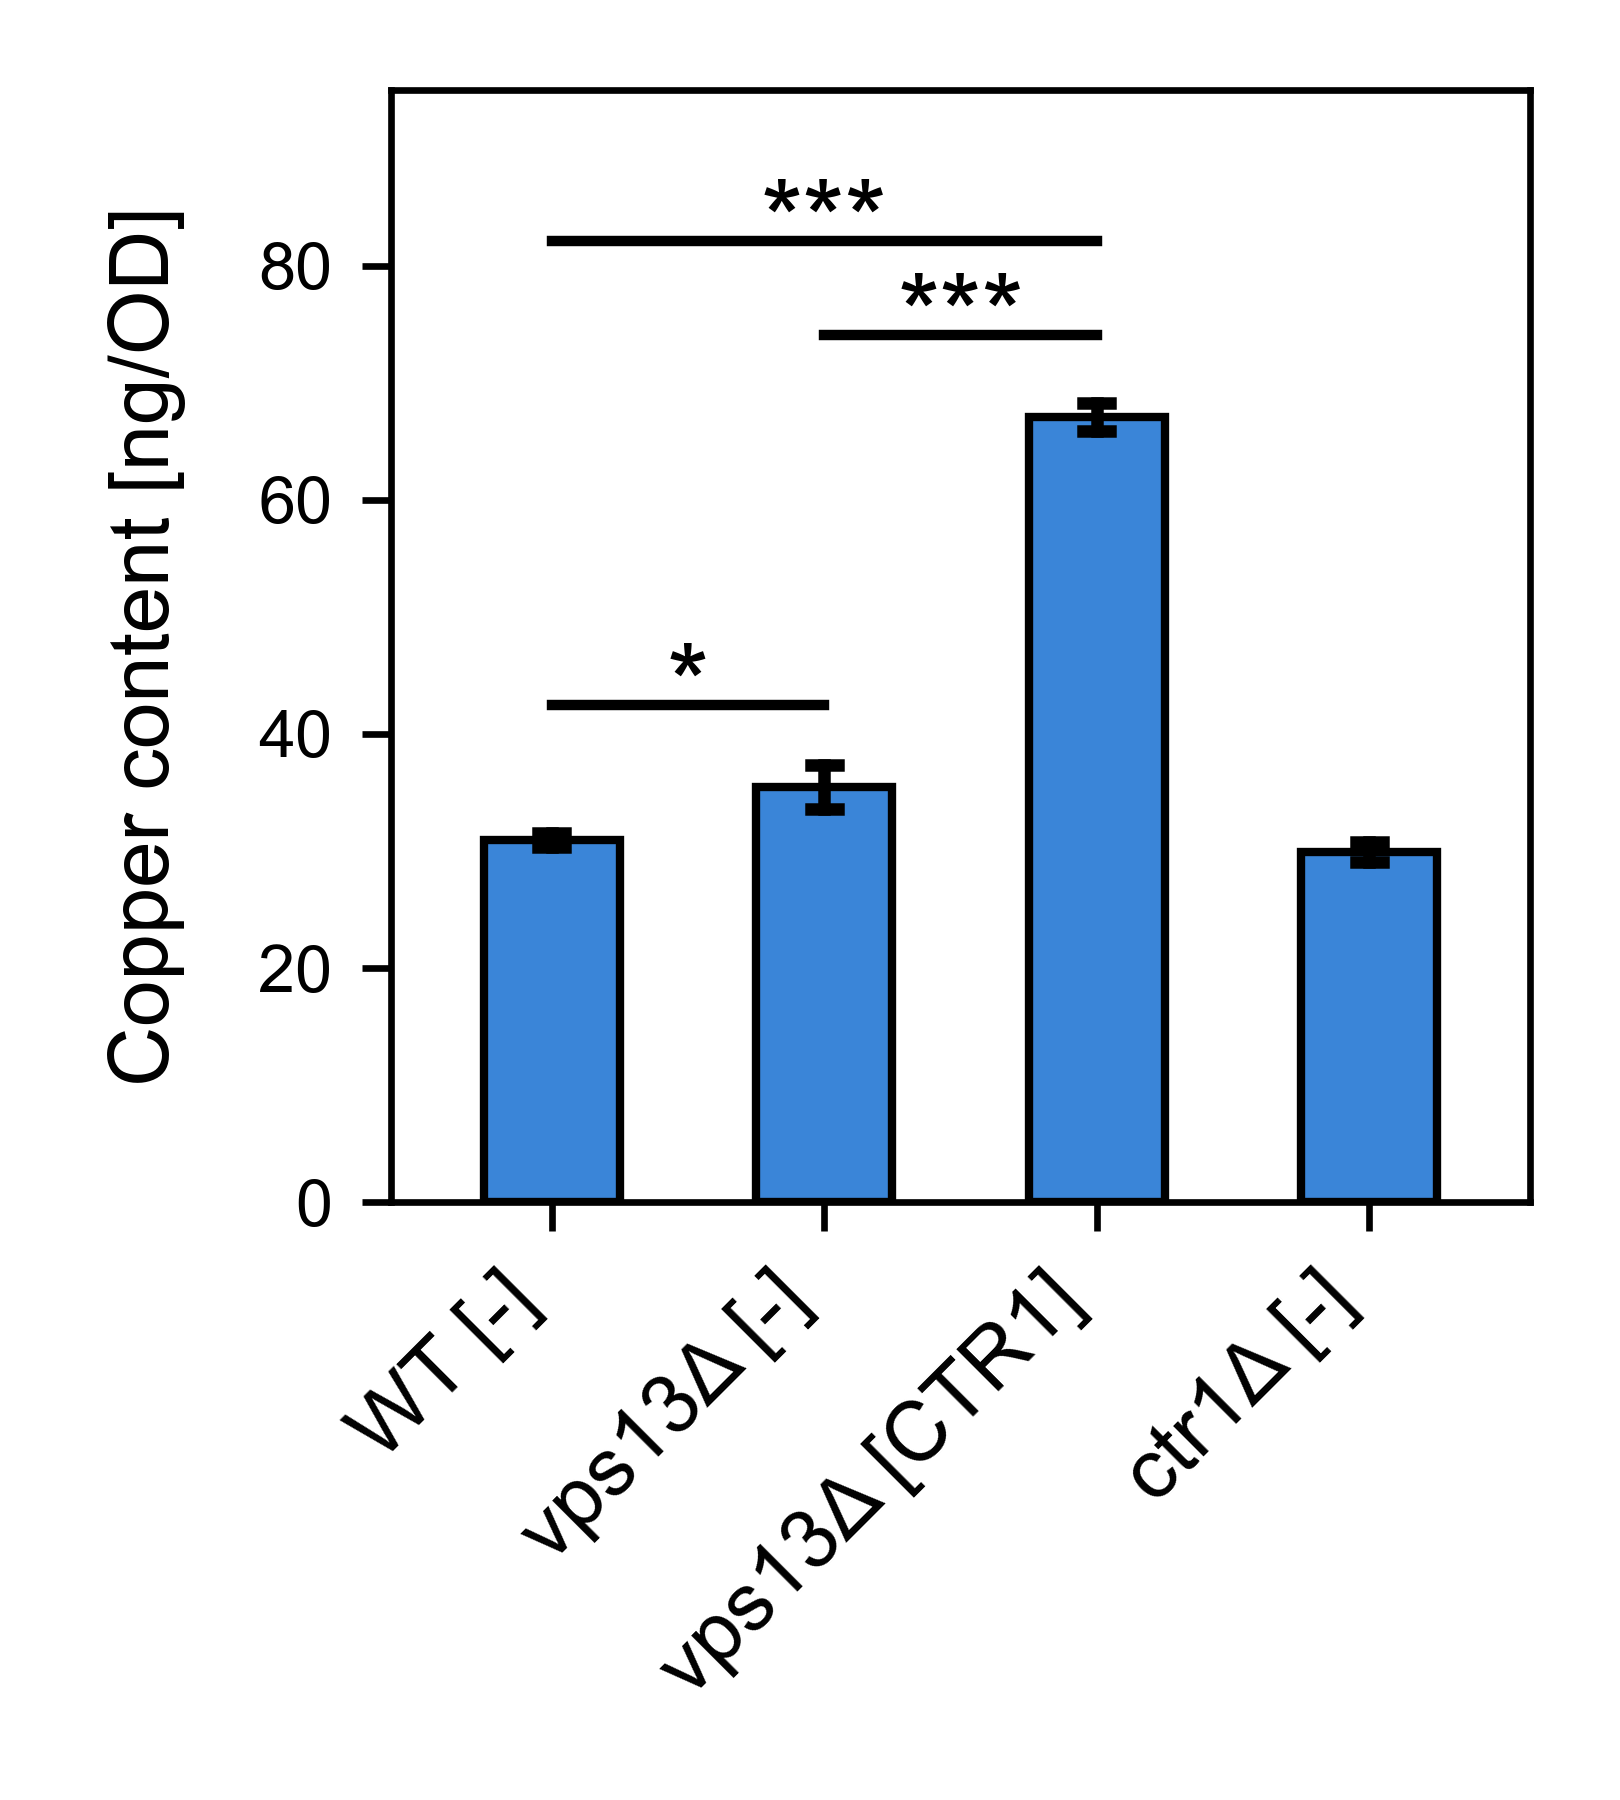 Copper content [ng/OD]
80
60
40
20
0
***
***
*
WT [-]
vps13Δ [-]
vps13Δ [CTR1]
ctr1Δ [-]